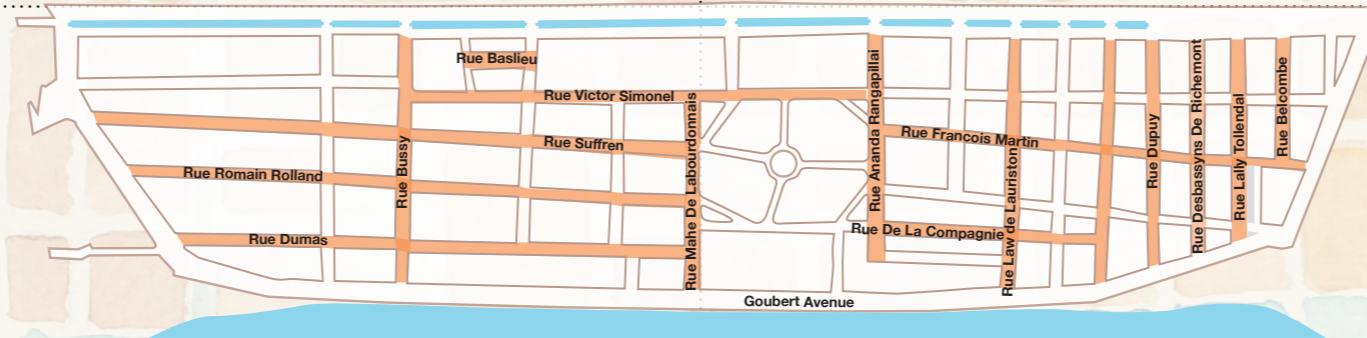 Rue Baslieu
Rue Victor Simonel
Rue Suffren
Rue Romain Rolland
Rue Dumas
Rue Bussy
Rue Mahe De Labourdonnais
Rue Ananda Rangapillai
Rue Francois Martin
Rue De La Compagnie
Rue Law de Lauriston
Rue Dupuy
Rue Desbassyns De Richemont
Rue Lally Tollendal
Rue Belcombe
Goubert Avenue